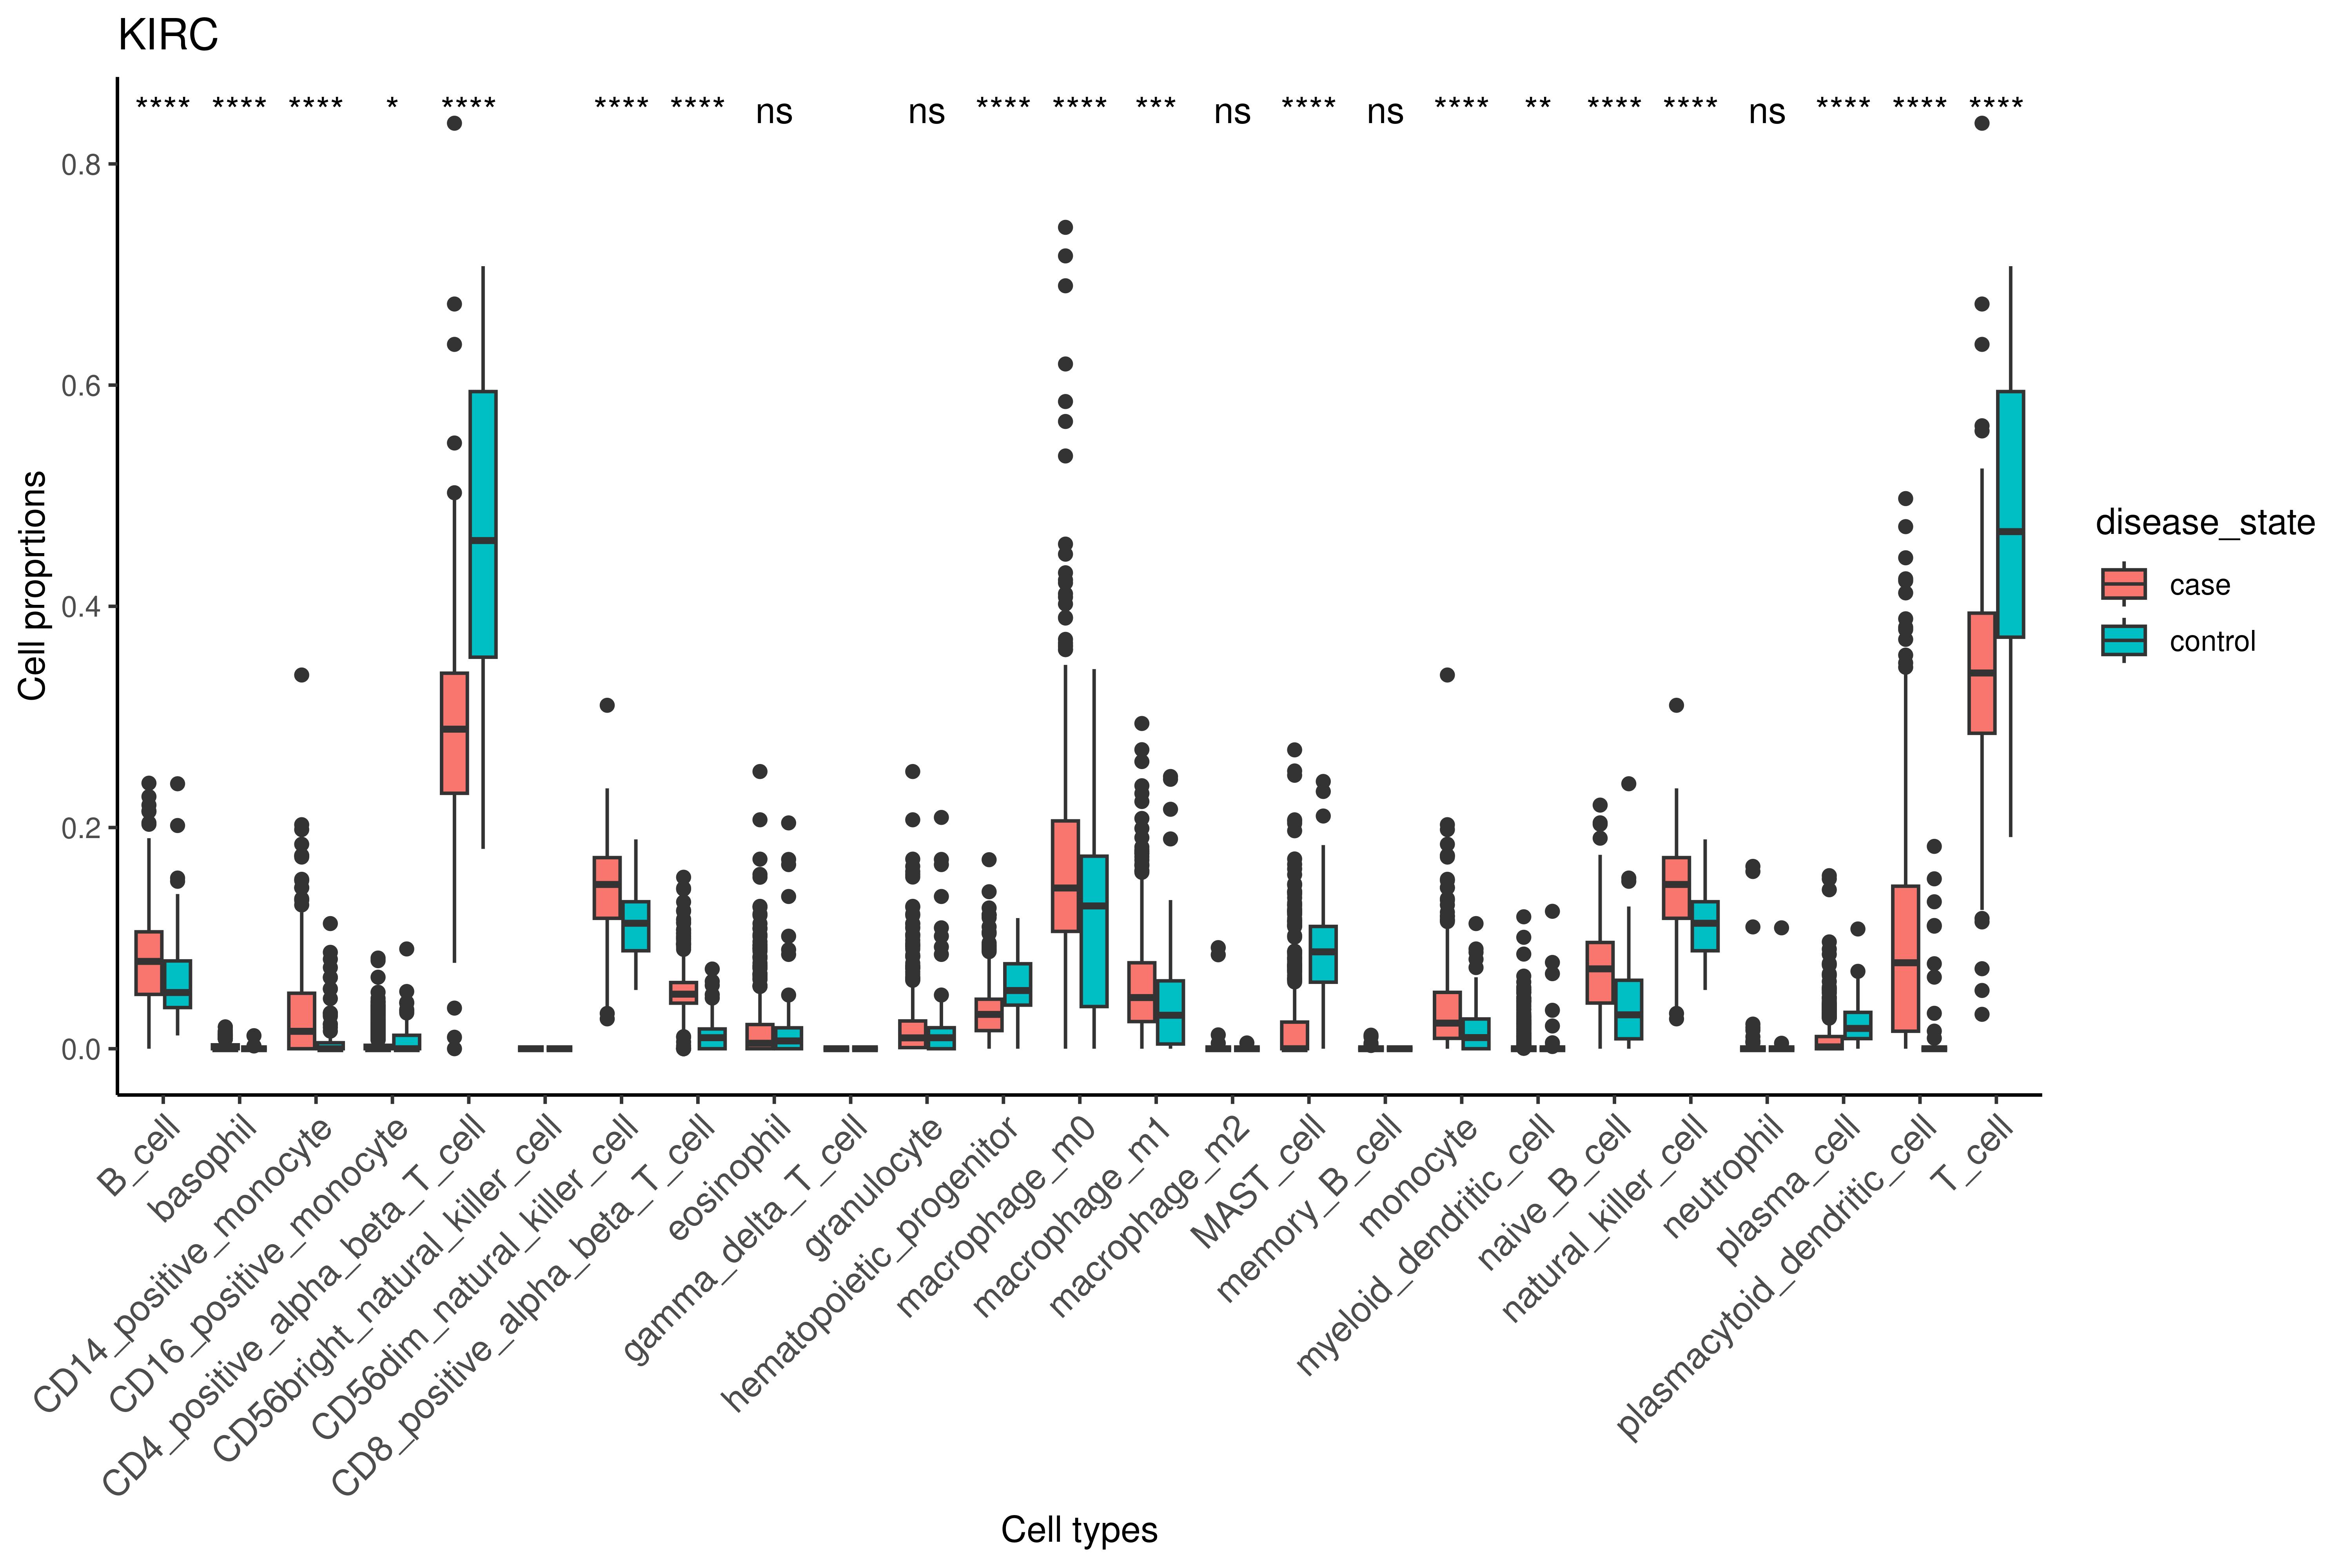 KIRC
**** **** **** * **** **** **** ns ns **** **** *** ns **** ns **** ** **** **** ns **** **** ****
0.8
0.6
0.4
0.2
0.0
Cell proportions
disease_state
case
control
B_cell
basophil
CD14_positive_monocyte
CD16_positive_monocyte
CD4_positive_alpha_beta_T_cell
CD56bright_natural_killer_cell
CD56dim_natural_killer_cell
CD8_positive_alpha_beta_T_cell
eosinophil
gamma_delta_T_cell
granulocyte
hematopoietic_progenitor
macrophage_m0
macrophage_m1
macrophage_m2
MAST_cell
memory_B_cell
monocyte
myeloid_dendritic_cell
naive_B_cell
natural_killer_cell
neutrophil
plasma_cell
plasmacytoid_dendritic_cell
T_cell
Cell types